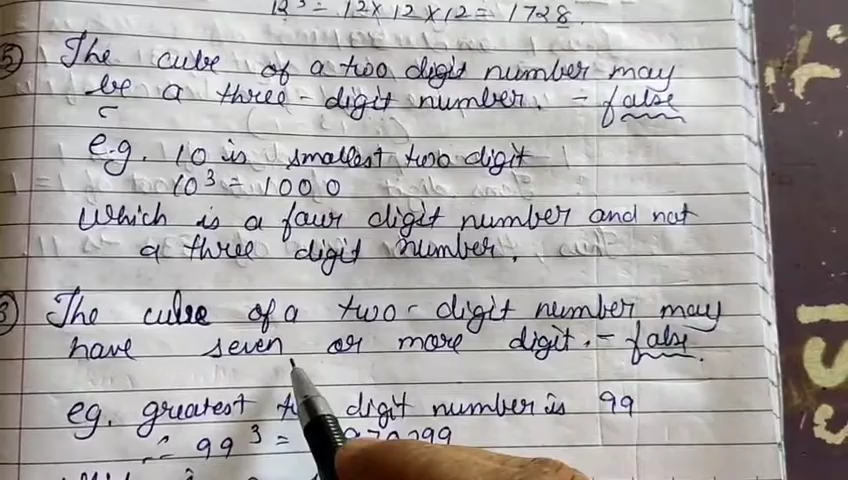 12³ = 12 × 12 × 12 = 1728
⑤ The cube of a two digit number may
be a three-digit number. - false
e.g. 10 is smallest two digit
10³ = 1000
Which is a four digit number and not
a three digit number.
The cube of a two-digit number may
have seven or more digit. - false.
eg. greatest digit number is 99
∴ 99³ = 970299